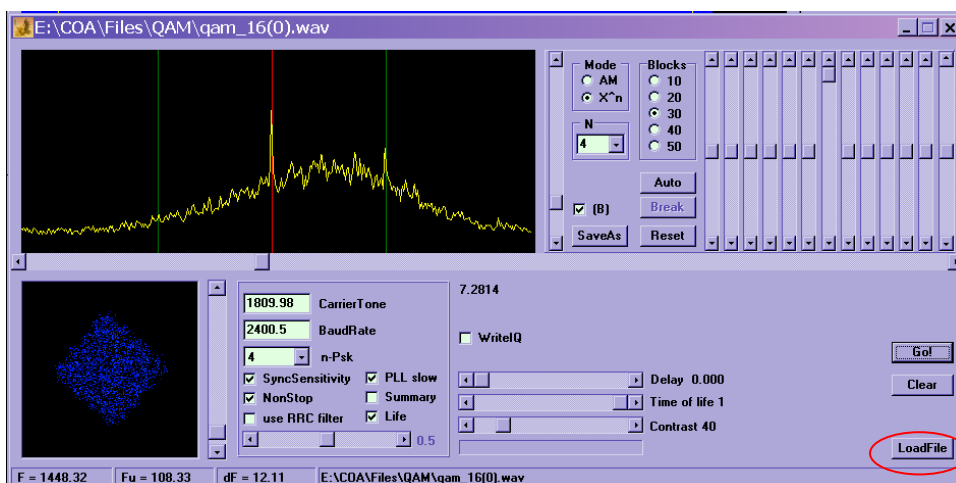 E:\COA\Files\QAM\qam_16(0).wav
Mode
AM
X^n
N
4
Blocks
10
20
30
40
50
Auto
(B)
Break
SaveAs
Reset
1809.98 CarrierTone
2400.5 BaudRate
4 n-Psk
SyncSensitivity PLL slow
NonStop Summary
use RRC filter Life
0.5
7.2814
WriteIQ
Delay 0.000
Time of life 1
Contrast 40
Go!
Clear
LoadFile
F = 1448.32 Fu = 108.33 dF = 12.11 E:\COA\Files\QAM\qam_16(0).wav